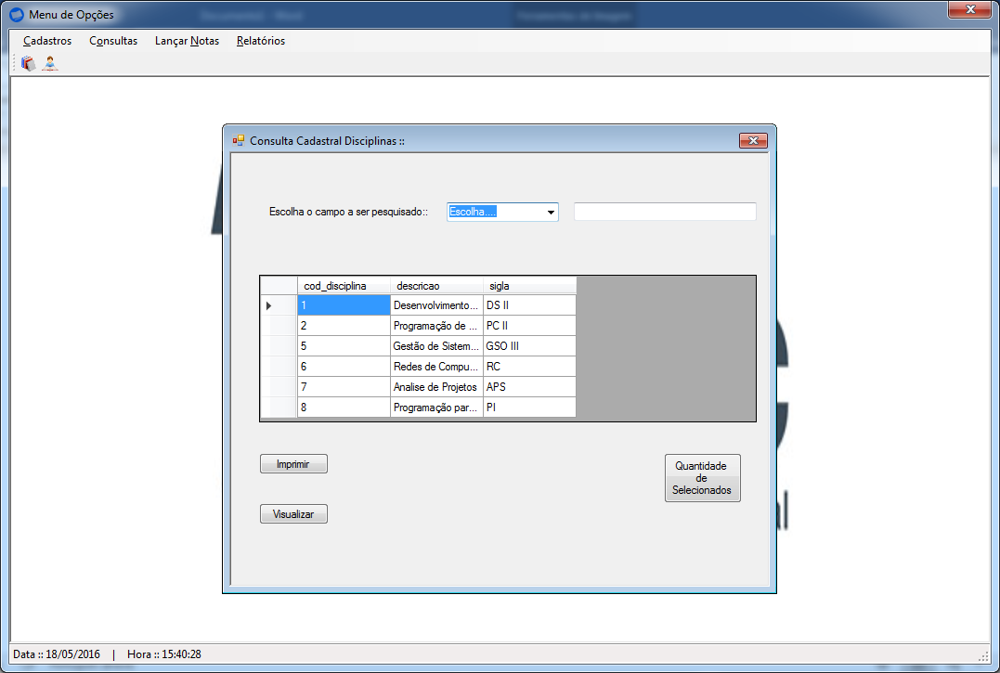 Menu de Opções
Cadastros Consultas Lançar Notas Relatórios
Consulta Cadastral Disciplinas ::
Escolha o campo a ser pesquisado:: Escolha....
cod_disciplina descricao sigla
1 Desenvolvimento... DS II
2 Programação de ... PC II
5 Gestão de Sistem... GSO III
6 Redes de Compu... RC
7 Analise de Projetos APS
8 Programação par... PI
Imprimir
Quantidade
de
Selecionados
Visualizar
Data :: 18/05/2016 | Hora :: 15:40:28